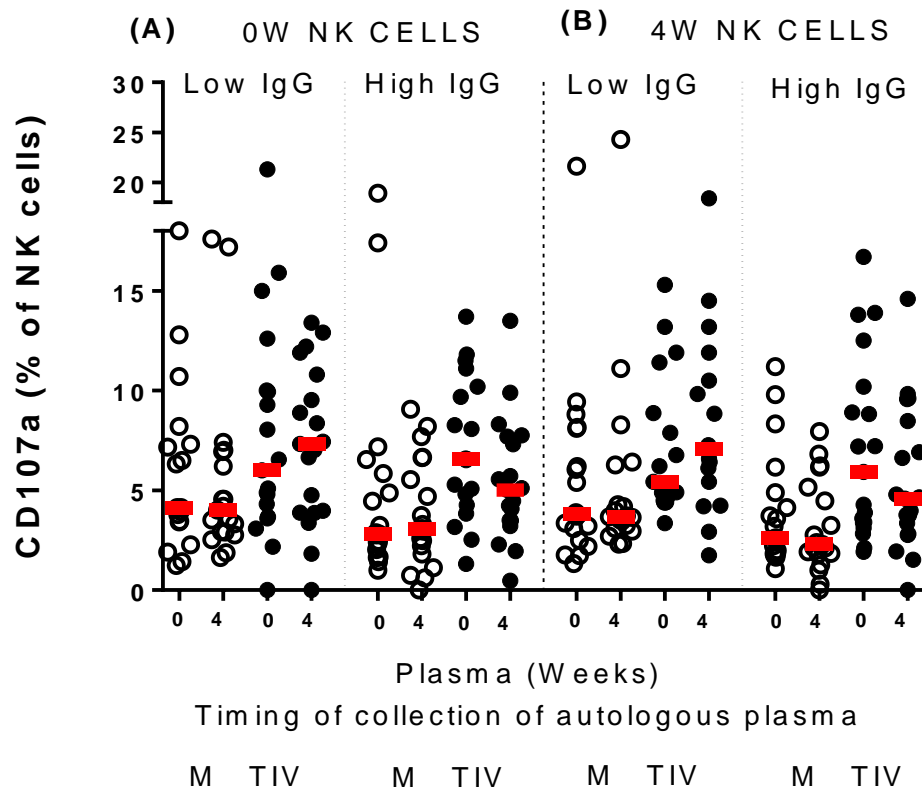 (A) 0W NK CELLS (B) 4W NK CELLS
Low IgG High IgG Low IgG High IgG
CD107a (% of NK cells)
30
25
20
15
10
5
0
0 4 0 4 0 4 0 4 0 4 0 4 0 4 0 4
Plasma (Weeks)
Timing of collection of autologous plasma
M TIV M TIV M TIV M TIV